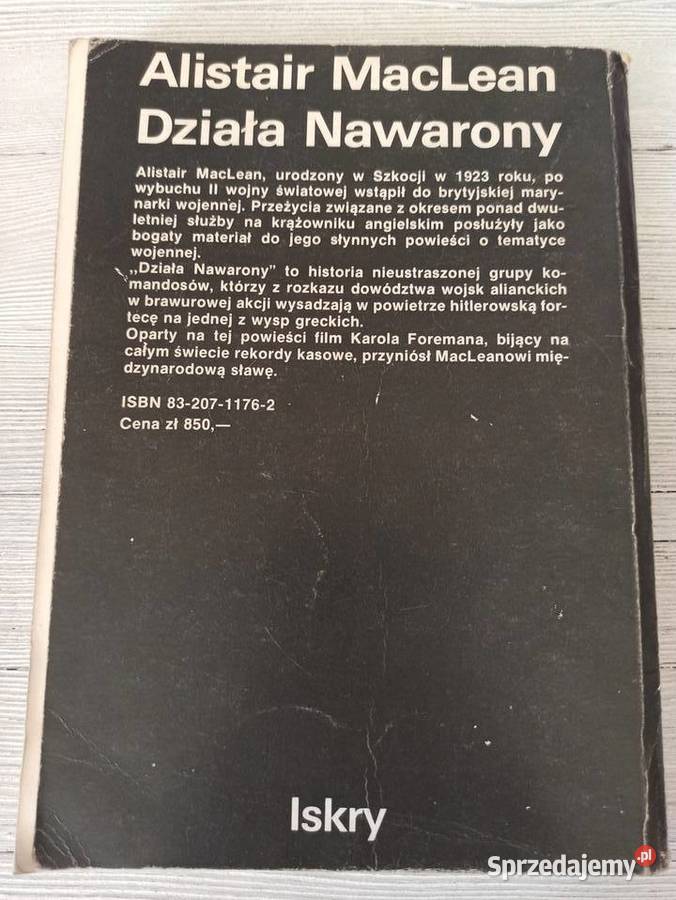 Alistair MacLean
Działa Nawarony
Alistair MacLean, urodzony w Szkocji w 1923 roku, po
wybuchu II wojny światowej wstąpił do brytyjskiej mary-
narki wojennej. Przeżycia związane z okresem ponad dwu-
letniej służby na krążowniku angielskim posłużyły jako
bogaty materiał do jego słynnych powieści o tematyce
wojennej.
„Działa Nawarony” to historia nieustraszonej grupy ko-
mandosów, którzy z rozkazu dowództwa wojsk alianckich
w brawurowej akcji wysadzają w powietrze hitlerowską for-
tecę na jednej z wysp greckich.
Oparty na tej powieści film Karola Foremana, bijący na
całym świecie rekordy kasowe, przyniósł MacLeanowi mię-
dzynarodową sławę.
ISBN 83-207-1176-2
Cena zł 850,—
Iskry
Sprzedajemy.pl